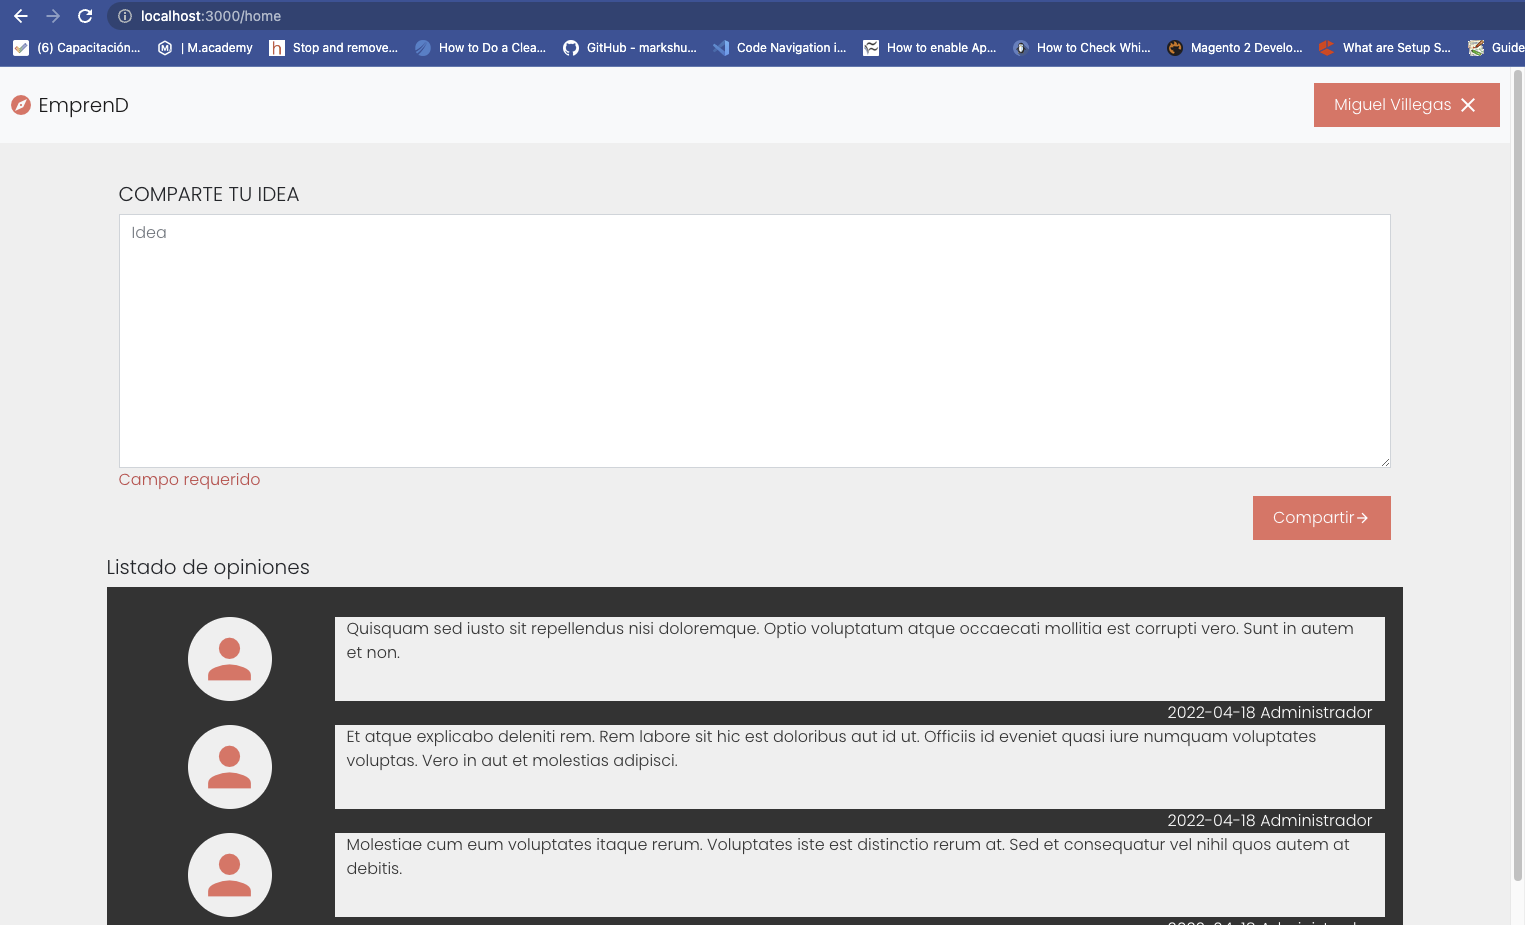 localhost:3000/home
(6) Capacitación... | M.academy Stop and remove... How to Do a Clea... GitHub - markshu... Code Navigation i... How to enable Ap... How to Check Whi... Magento 2 Develo... What are Setup S... Guide
EmprenD
Miguel Villegas
COMPARTE TU IDEA
Idea
Campo requerido
Compartir
Listado de opiniones
Quisquam sed iusto sit repellendus nisi doloremque. Optio voluptatum atque occaecati mollitia est corrupti vero. Sunt in autem
et non.
2022-04-18 Administrador
Et atque explicabo deleniti rem. Rem labore sit hic est doloribus aut id ut. Officiis id eveniet quasi iure numquam voluptates
voluptas. Vero in aut et molestias adipisci.
2022-04-18 Administrador
Molestiae cum eum voluptates itaque rerum. Voluptates iste est distinctio rerum at. Sed et consequatur vel nihil quos autem at
debitis.